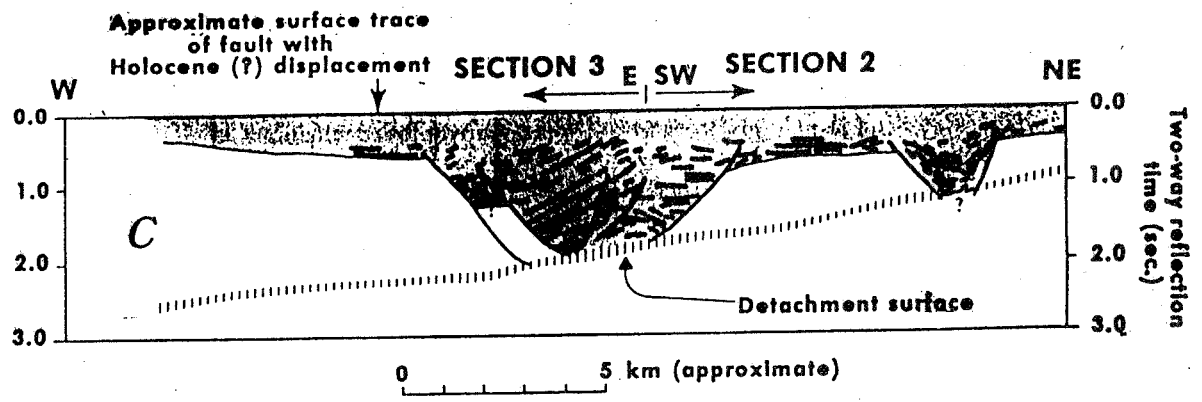 Approximate surface trace
of fault with
Holocene (?) displacement
SECTION 3
E
SW
SECTION 2
W
NE
0.0
1.0
2.0
3.0
C
?
?
0.0
1.0
2.0
3.0
Two-way reflection
time (sec.)
Detachment surface
0
5 km (approximate)